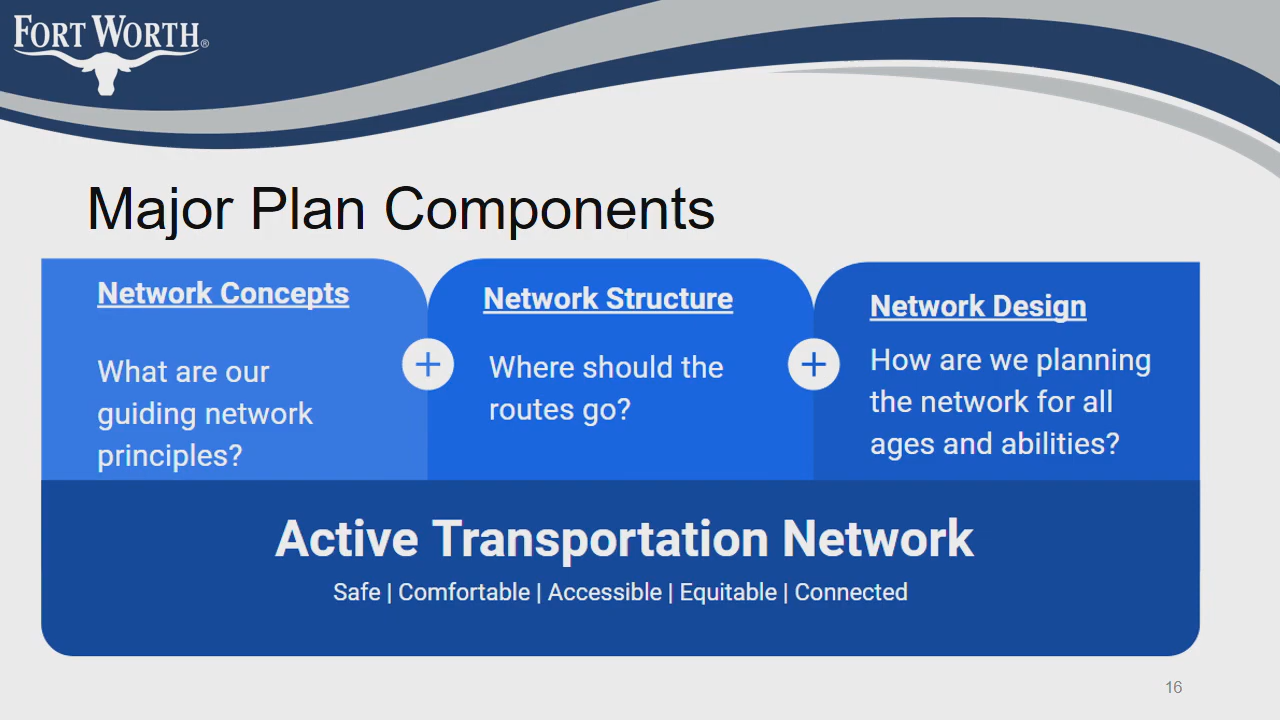 FORT WORTH®
Major Plan Components
Network Concepts
What are our
guiding network
principles?
+
Network Structure
Where should the
routes go?
+
Network Design
How are we planning
the network for all
ages and abilities?
Active Transportation Network
Safe | Comfortable | Accessible | Equitable | Connected
16